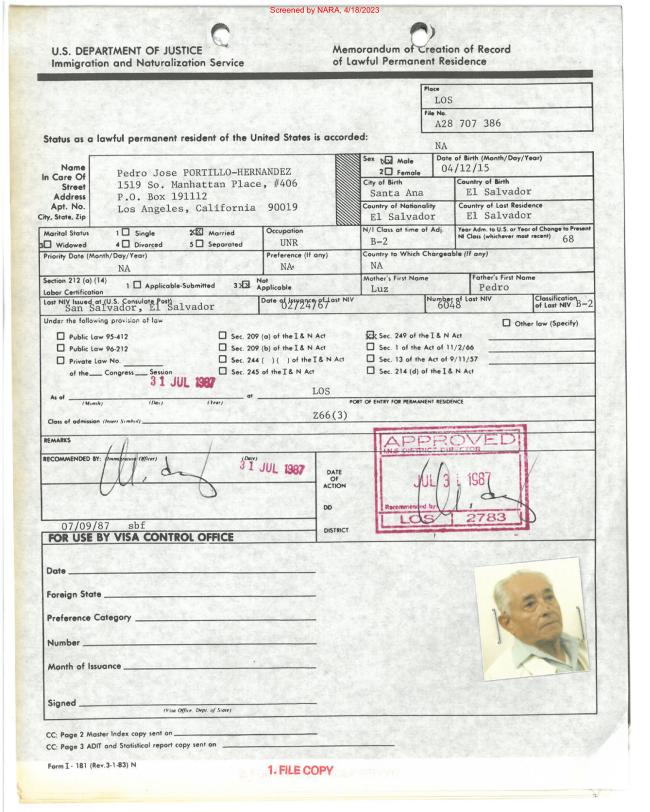 Screened by NARA, 4/18/2023
U.S. DEPARTMENT OF JUSTICE
Immigration and Naturalization Service
Memorandum of Creation of Record
of Lawful Permanent Residence
Place
LOS
File No.
A28 707 386
Status as a lawful permanent resident of the United States is accorded:
NA
Name
In Care Of
Street
Address
Apt. No.
City, State, Zip
Pedro Jose PORTILLO-HERNANDEZ
1519 So. Manhattan Place, #406
P.O. Box 191112
Los Angeles, California 90019
Sex 1☒ Male
2☐ Female
Date of Birth (Month/Day/Year)
04/12/15
City of Birth
Santa Ana
Country of Birth
El Salvador
Country of Nationality
El Salvador
Country of Last Residence
El Salvador
Marital Status 1☐ Single 2☒ Married
3☐ Widowed 4☐ Divorced 5☐ Separated
Occupation
UNR
N/I Class at time of Adj.
B-2
Year Adm. to U.S. or Year of Change to Present
NI Class (whichever most recent) 68
Priority Date (Month/Day/Year)
NA
Preference (If any)
NA
Country to Which Chargeable (If any)
NA
Section 212 (a) (14)
Labor Certification
1☐ Applicable-Submitted 3☒ Not Applicable
Mother's First Name
Luz
Father's First Name
Pedro
Last NIV Issued at (U.S. Consulate Post)
San Salvador, El Salvador
Date of Issuance of Last NIV
02/24/67
Number of Last NIV
6048
Classification
of Last NIV B-2
Under the following provision of law
☐ Other law (Specify)
☐ Public Law 95-412 ☐ Sec. 209 (a) of the I & N Act ☒ Sec. 249 of the I & N Act
☐ Public Law 96-212 ☐ Sec. 209 (b) of the I & N Act ☐ Sec. 1 of the Act of 11/2/66
☐ Private Law No. ☐ Sec. 244 ( ) ( ) of the I & N Act ☐ Sec. 13 of the Act of 9/11/57
of the ___ Congress ___ Session ☐ Sec. 245 of the I & N Act ☐ Sec. 214 (d) of the I & N Act
31 JUL 1987
As of at LOS
(Month) (Day) (Year) PORT OF ENTRY FOR PERMANENT RESIDENCE
Class of admission (Insert Symbol) Z66(3)
REMARKS
RECOMMENDED BY: (Immigration Officer) (Date)
31 JUL 1987
DATE
OF
ACTION
DD
DISTRICT
APPROVED
INS DISTRICT DIRECTOR
JUL 31 1987
Recommended by
LOS 2783
07/09/87 sbf
FOR USE BY VISA CONTROL OFFICE
Date
Foreign State
Preference Category
Number
Month of Issuance
Signed
(Visa Office, Dept. of State)
CC: Page 2 Master Index copy sent on
CC: Page 3 ADIT and Statistical report copy sent on
Form I-181 (Rev.3-1-83) N
1. FILE COPY